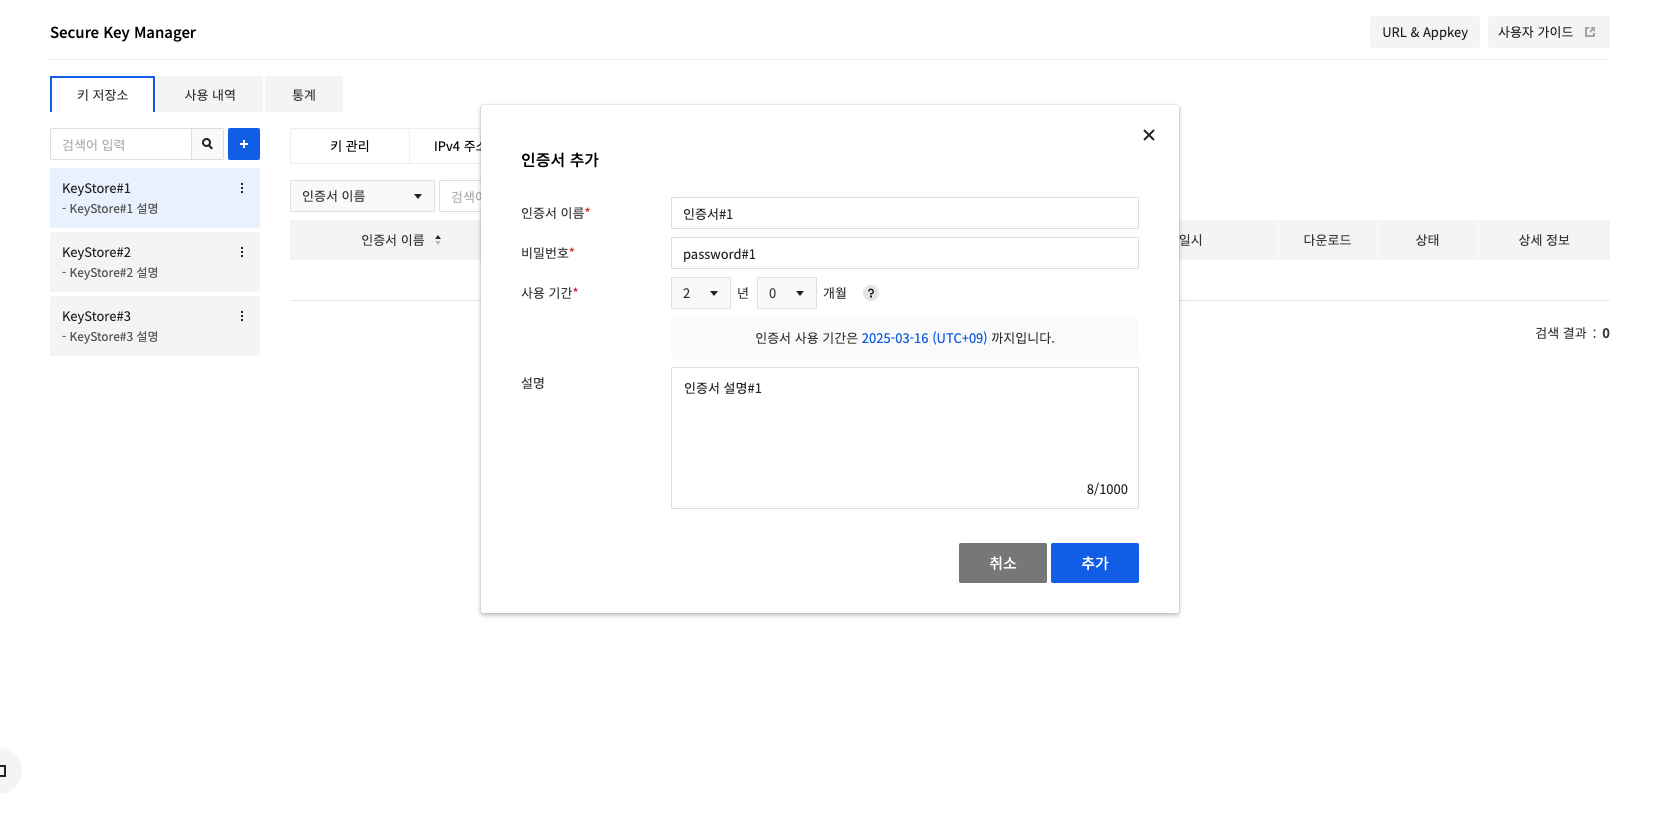 Secure Key Manager
URL & Appkey
사용자 가이드
키 저장소
사용 내역
통계
검색어 입력
+
KeyStore#1
- KeyStore#1 설명
KeyStore#2
- KeyStore#2 설명
KeyStore#3
- KeyStore#3 설명
키 관리
IPv4 주소
인증서 이름
검색어
인증서 이름
일시
다운로드
상태
상세 정보
검색 결과 : 0
인증서 추가
인증서 이름*
인증서#1
비밀번호*
password#1
사용 기간*
2 년 0 개월 ?
인증서 사용 기간은 2025-03-16 (UTC+09) 까지입니다.
설명
인증서 설명#1
8/1000
취소
추가